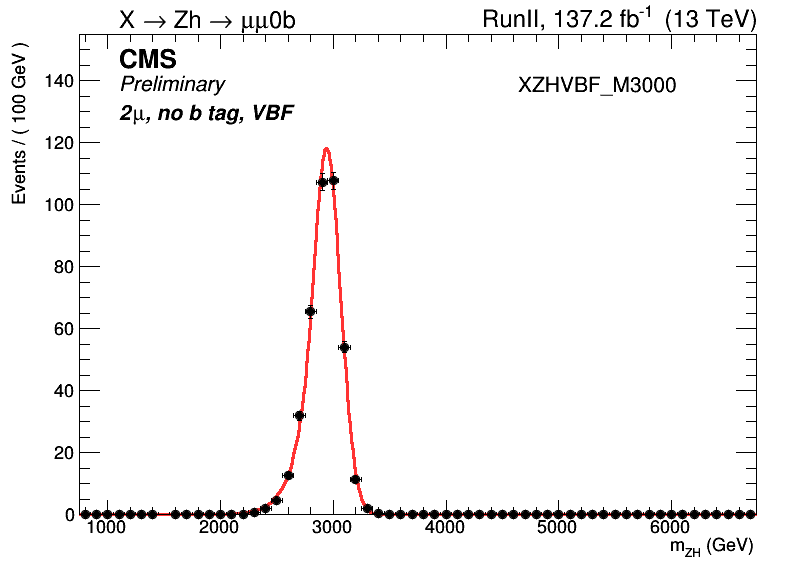 X → Zh → μμ0b
RunII, 137.2 fb⁻¹ (13 TeV)
CMS
Preliminary
2μ, no b tag, VBF
XZHVBF_M3000
Events / ( 100 GeV )
140
120
100
80
60
40
20
0
1000 2000 3000 4000 5000 6000
m_ZH (GeV)